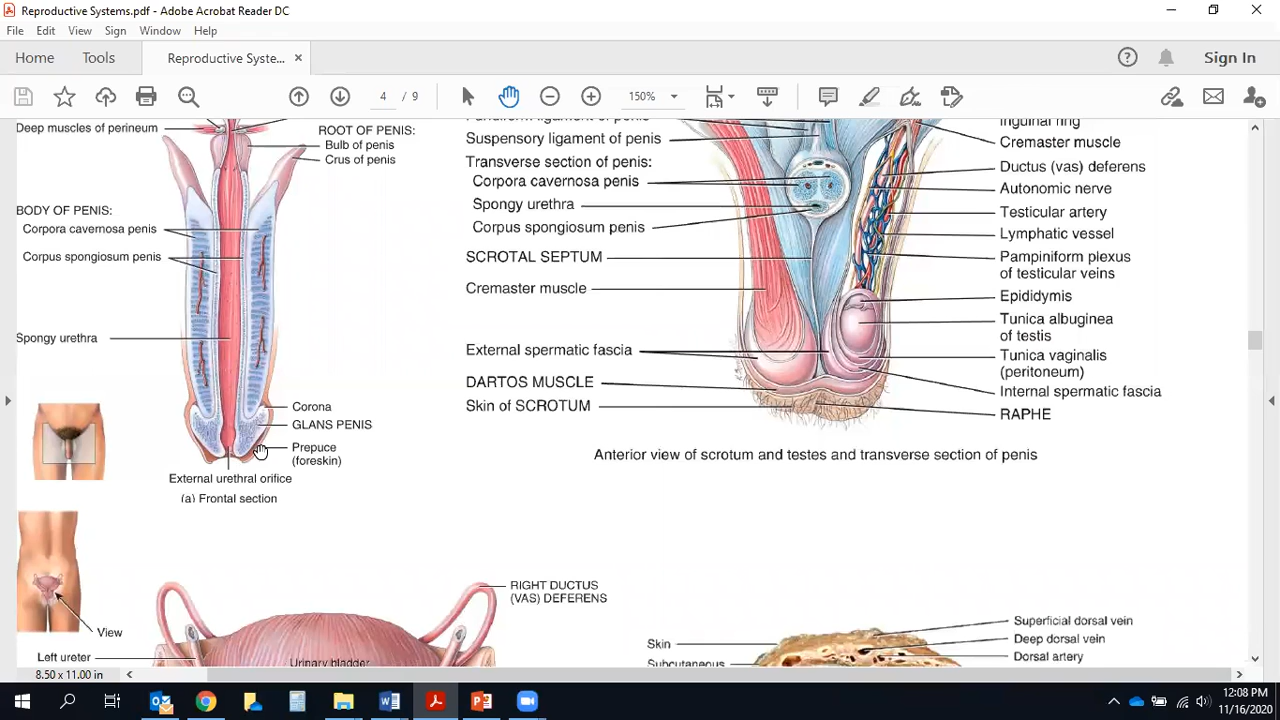 Reproductive Systems.pdf - Adobe Acrobat Reader DC
File Edit View Sign Window Help
Home Tools Reproductive Syste... Sign In
4 / 9 150%
Deep muscles of perineum
ROOT OF PENIS:
Bulb of penis
Crus of penis
BODY OF PENIS:
Corpora cavernosa penis
Corpus spongiosum penis
Spongy urethra
Corona
GLANS PENIS
Prepuce
(foreskin)
External urethral orifice
(a) Frontal section
Suspensory ligament of penis
Transverse section of penis:
Corpora cavernosa penis
Spongy urethra
Corpus spongiosum penis
SCROTAL SEPTUM
Cremaster muscle
External spermatic fascia
DARTOS MUSCLE
Skin of SCROTUM
inguinal ring
Cremaster muscle
Ductus (vas) deferens
Autonomic nerve
Testicular artery
Lymphatic vessel
Pampiniform plexus
of testicular veins
Epididymis
Tunica albuginea
of testis
Tunica vaginalis
(peritoneum)
Internal spermatic fascia
RAPHE
Anterior view of scrotum and testes and transverse section of penis
View
Left ureter
RIGHT DUCTUS
(VAS) DEFERENS
Urinary bladder
Skin
Subcutaneous
Superficial dorsal vein
Deep dorsal vein
Dorsal artery
8.50 x 11.00 in
12:08 PM
11/16/2020